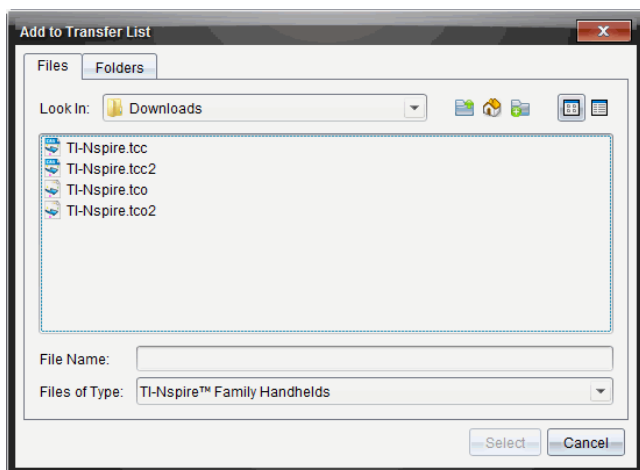 Add to Transfer List
Files Folders
Look In: Downloads
TI-Nspire.tcc
TI-Nspire.tcc2
TI-Nspire.tco
TI-Nspire.tco2
File Name:
Files of Type: TI-Nspire™ Family Handhelds
Select Cancel